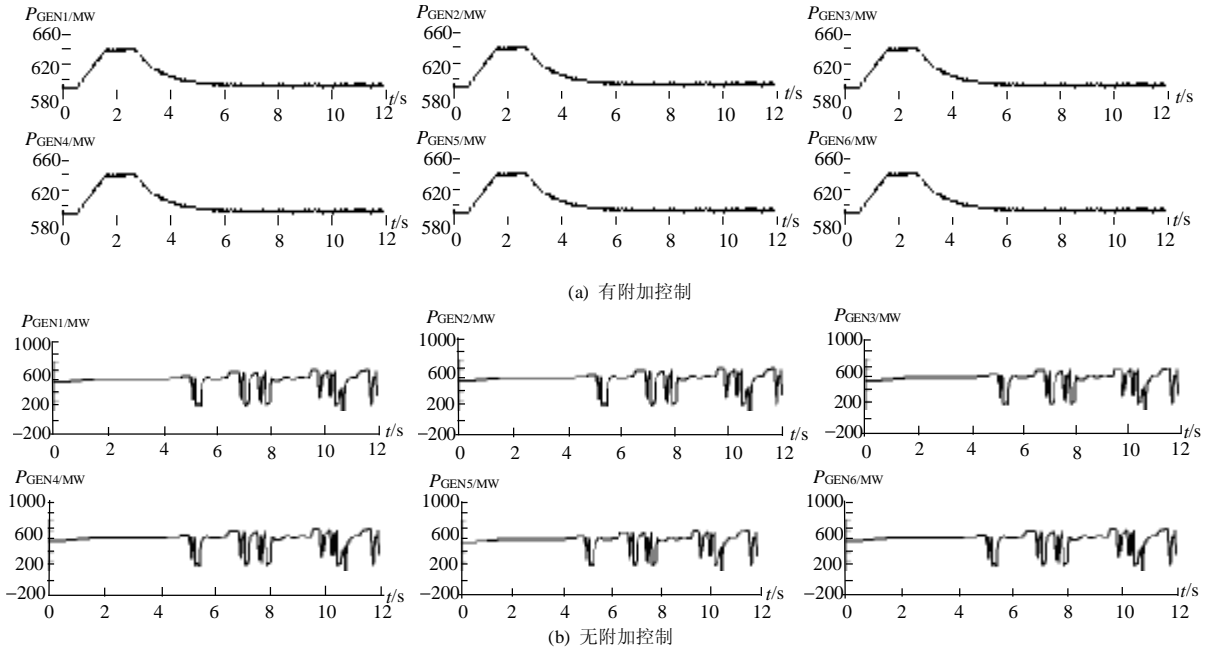 PGEN1/MW PGEN2/MW PGEN3/MW
660 660 660
620 620 620
580 580 580
t/s t/s t/s
0 2 4 6 8 10 12 0 2 4 6 8 10 12 0 2 4 6 8 10 12
PGEN4/MW PGEN5/MW PGEN6/MW
660 660 660
620 620 620
580 580 580
t/s t/s t/s
0 2 4 6 8 10 12 0 2 4 6 8 10 12 0 2 4 6 8 10 12
(a) 有附加控制
PGEN1/MW PGEN2/MW PGEN3/MW
1000 1000 1000
600 600 600
200 200 200
−200 −200 −200
t/s t/s t/s
0 2 4 6 8 10 12 0 2 4 6 8 10 12 0 2 4 6 8 10 12
PGEN4/MW PGEN5/MW PGEN6/MW
1000 1000 1000
600 600 600
200 200 200
−200 −200 −200
t/s t/s t/s
0 2 4 6 8 10 12 0 2 4 6 8 10 12 0 2 4 6 8 10 12
(b) 无附加控制